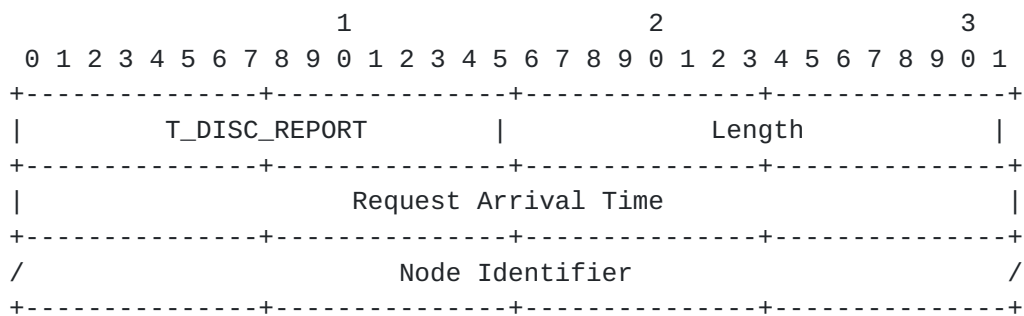 1                   2                   3
 0 1 2 3 4 5 6 7 8 9 0 1 2 3 4 5 6 7 8 9 0 1 2 3 4 5 6 7 8 9 0 1
+---------------+---------------+---------------+---------------+
|         T_DISC_REPORT        |             Length            |
+---------------+---------------+---------------+---------------+
|                     Request Arrival Time                      |
+---------------+---------------+---------------+---------------+
/                        Node Identifier                        /
+---------------+---------------+---------------+---------------+